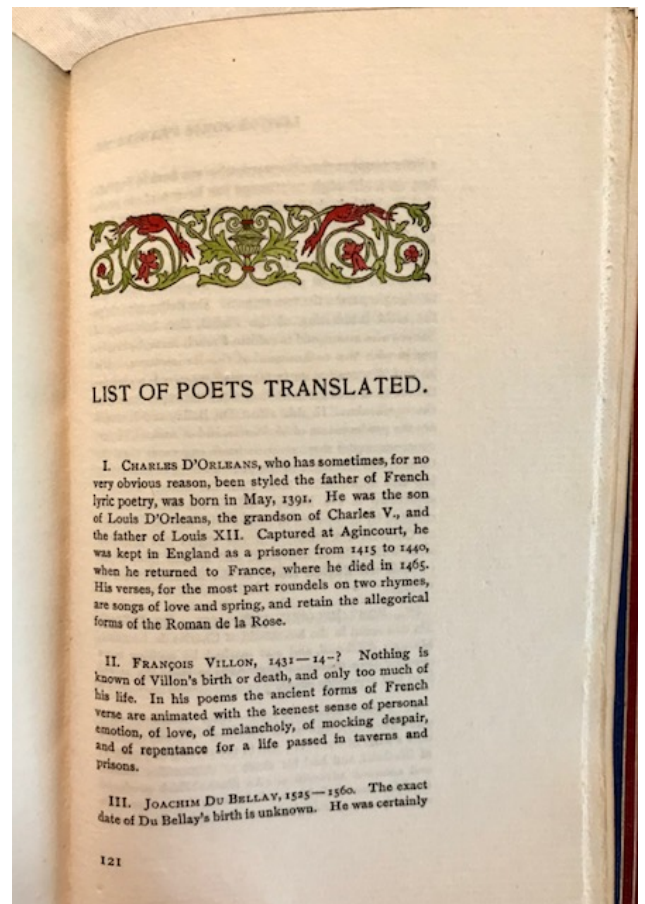 LIST OF POETS TRANSLATED.
I. CHARLES D'ORLEANS, who has sometimes, for no
very obvious reason, been styled the father of French
lyric poetry, was born in May, 1391. He was the son
of Louis D'Orleans, the grandson of Charles V., and
the father of Louis XII. Captured at Agincourt, he
was kept in England as a prisoner from 1415 to 1440,
when he returned to France, where he died in 1465.
His verses, for the most part roundels on two rhymes,
are songs of love and spring, and retain the allegorical
forms of the Roman de la Rose.
II. FRANÇOIS VILLON, 1431—14-? Nothing is
known of Villon's birth or death, and only too much of
his life. In his poems the ancient forms of French
verse are animated with the keenest sense of personal
emotion, of love, of melancholy, of mocking despair,
and of repentance for a life passed in taverns and
prisons.
III. JOACHIM DU BELLAY, 1525—1560. The exact
date of Du Bellay's birth is unknown. He was certainly
121